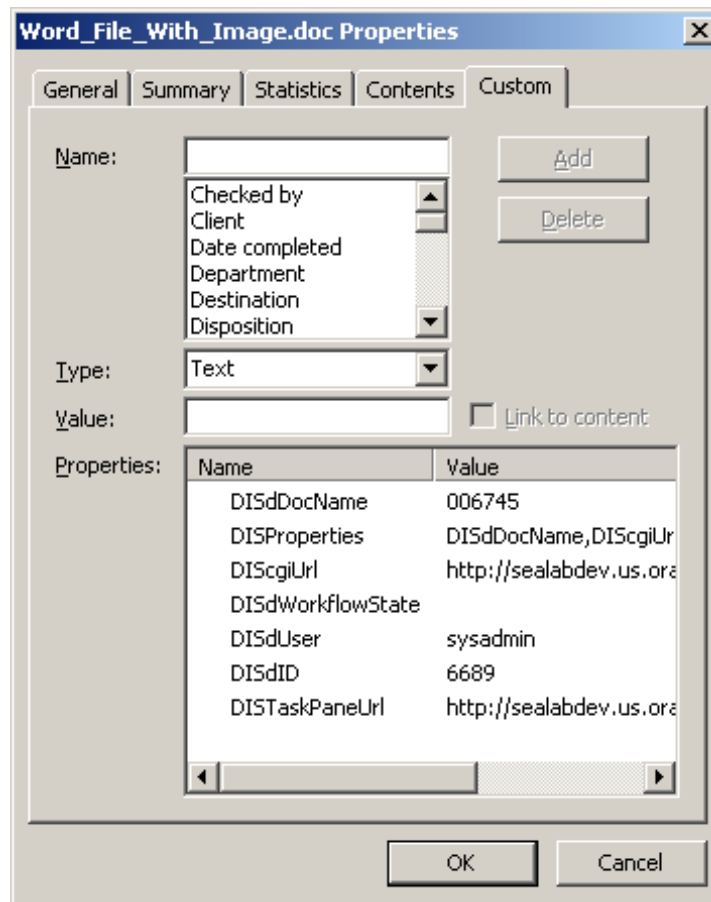 Word_File_With_Image.doc Properties
General Summary Statistics Contents Custom
Name: Add
Checked by
Client
Date completed
Department
Destination
Disposition
Delete
Type: Text
Value: Link to content
Properties: Name Value
DISdDocName 006745
DISProperties DISdDocName,DIScgiUr
DIScgiUrl http://sealabdev.us.ora
DISdWorkflowState
DISdUser sysadmin
DISdID 6689
DISTaskPaneUrl http://sealabdev.us.ora
OK Cancel